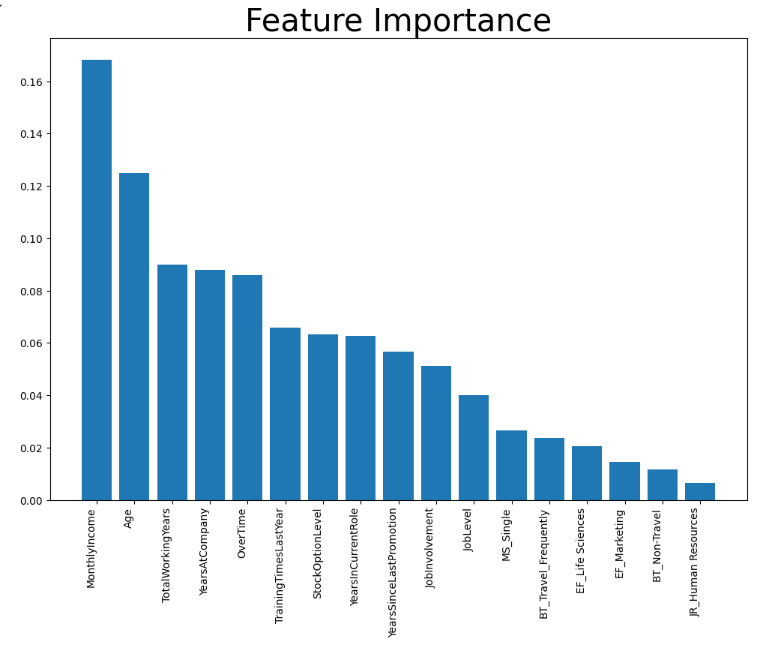 Feature Importance
0.16
0.14
0.12
0.10
0.08
0.06
0.04
0.02
0.00
MonthlyIncome
Age
TotalWorkingYears
YearsAtCompany
OverTime
TrainingTimesLastYear
StockOptionLevel
YearsInCurrentRole
YearsSinceLastPromotion
JobInvolvement
JobLevel
MS_Single
BT_Travel_Frequently
EF_Life Sciences
EF_Marketing
BT_Non-Travel
JR_Human Resources